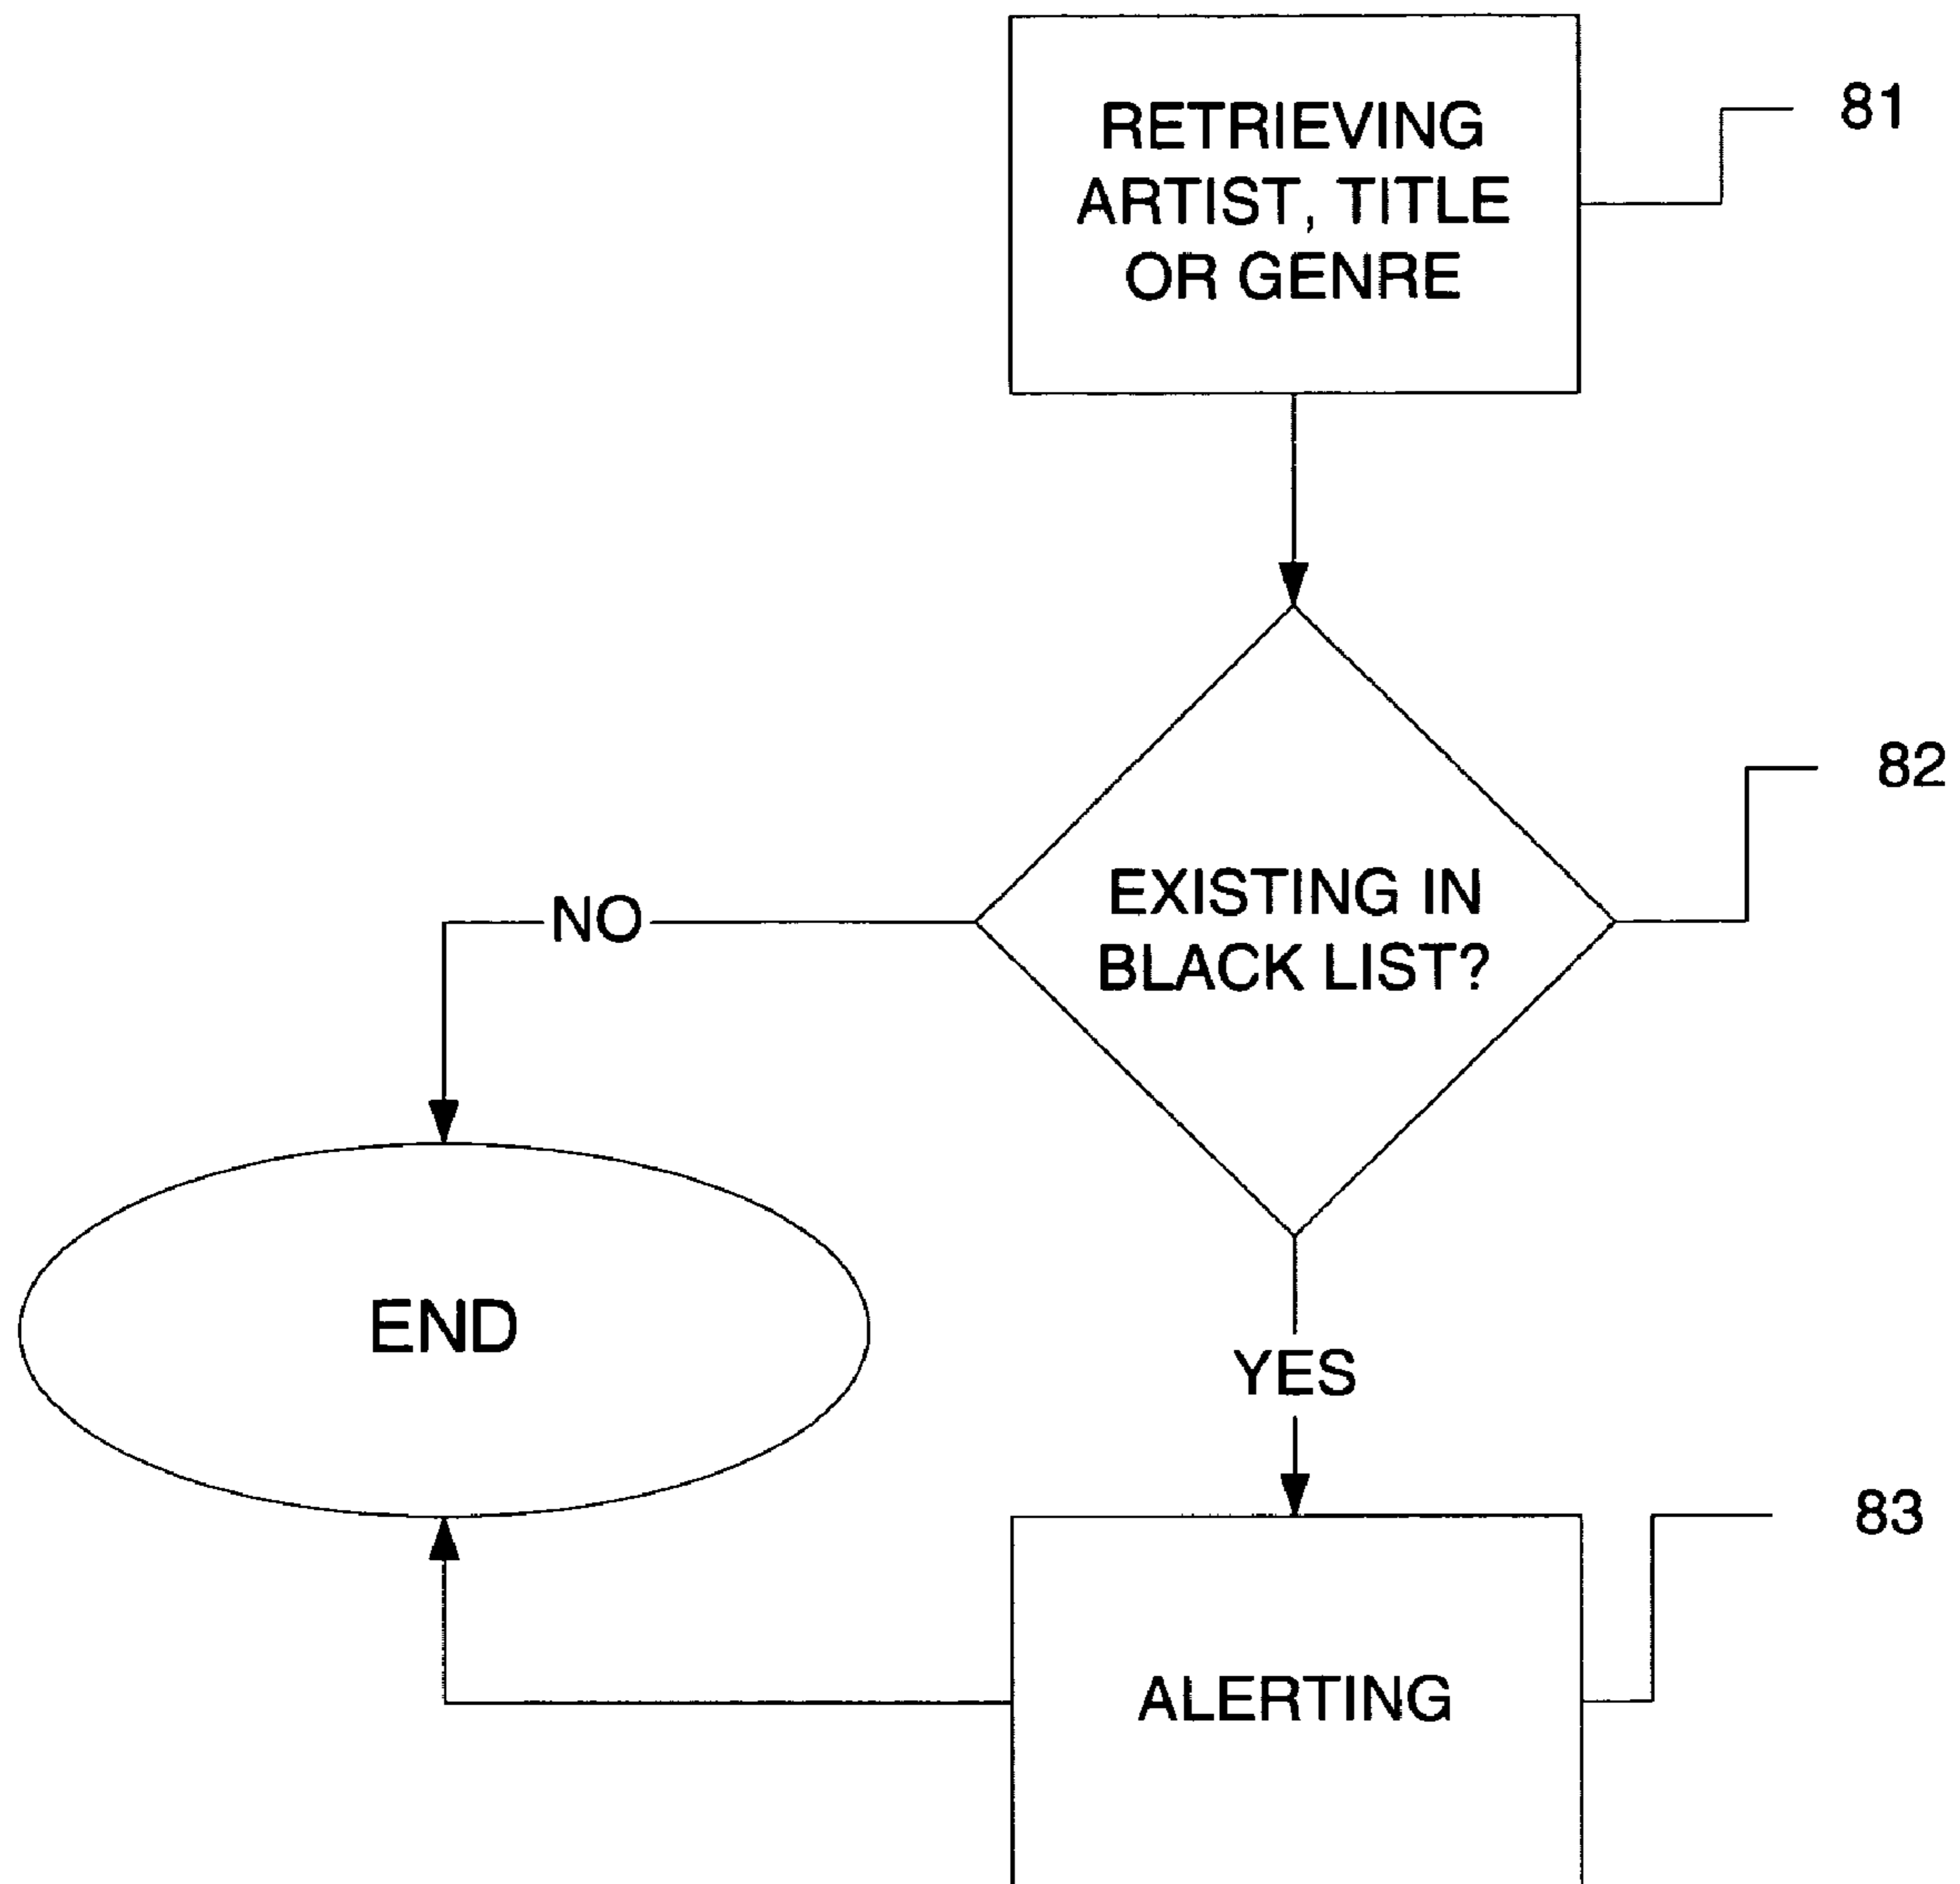 RETRIEVING
ARTIST, TITLE
OR GENRE
81
EXISTING IN
BLACK LIST?
82
NO
END
YES
ALERTING
83